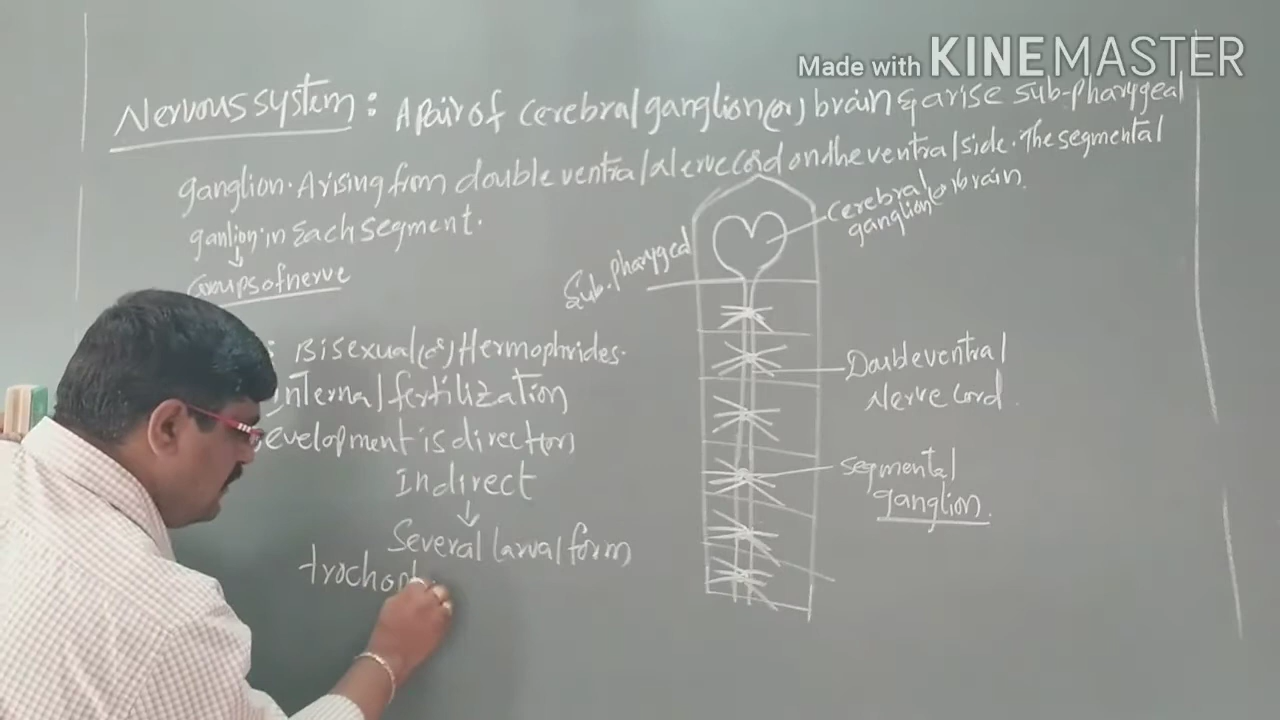 Made with KINEMASTER
Nervous system: A pair of cerebral ganglion (or) brain & arise sub-pharygeal
ganglion. Arising from double ventral Nerve cord on the ventral side. The segmental
ganlion in Each segment.
↓
Groups of nerve
: Bisexual (or) Hermophrides.
Internal fertilization
evelopment is direct (or)
Indirect
↓
Several larval form
trochoph
cerebral
ganglion or brain
Sub. pharygeal
Double ventral
Nerve cord
segmental
ganglion.